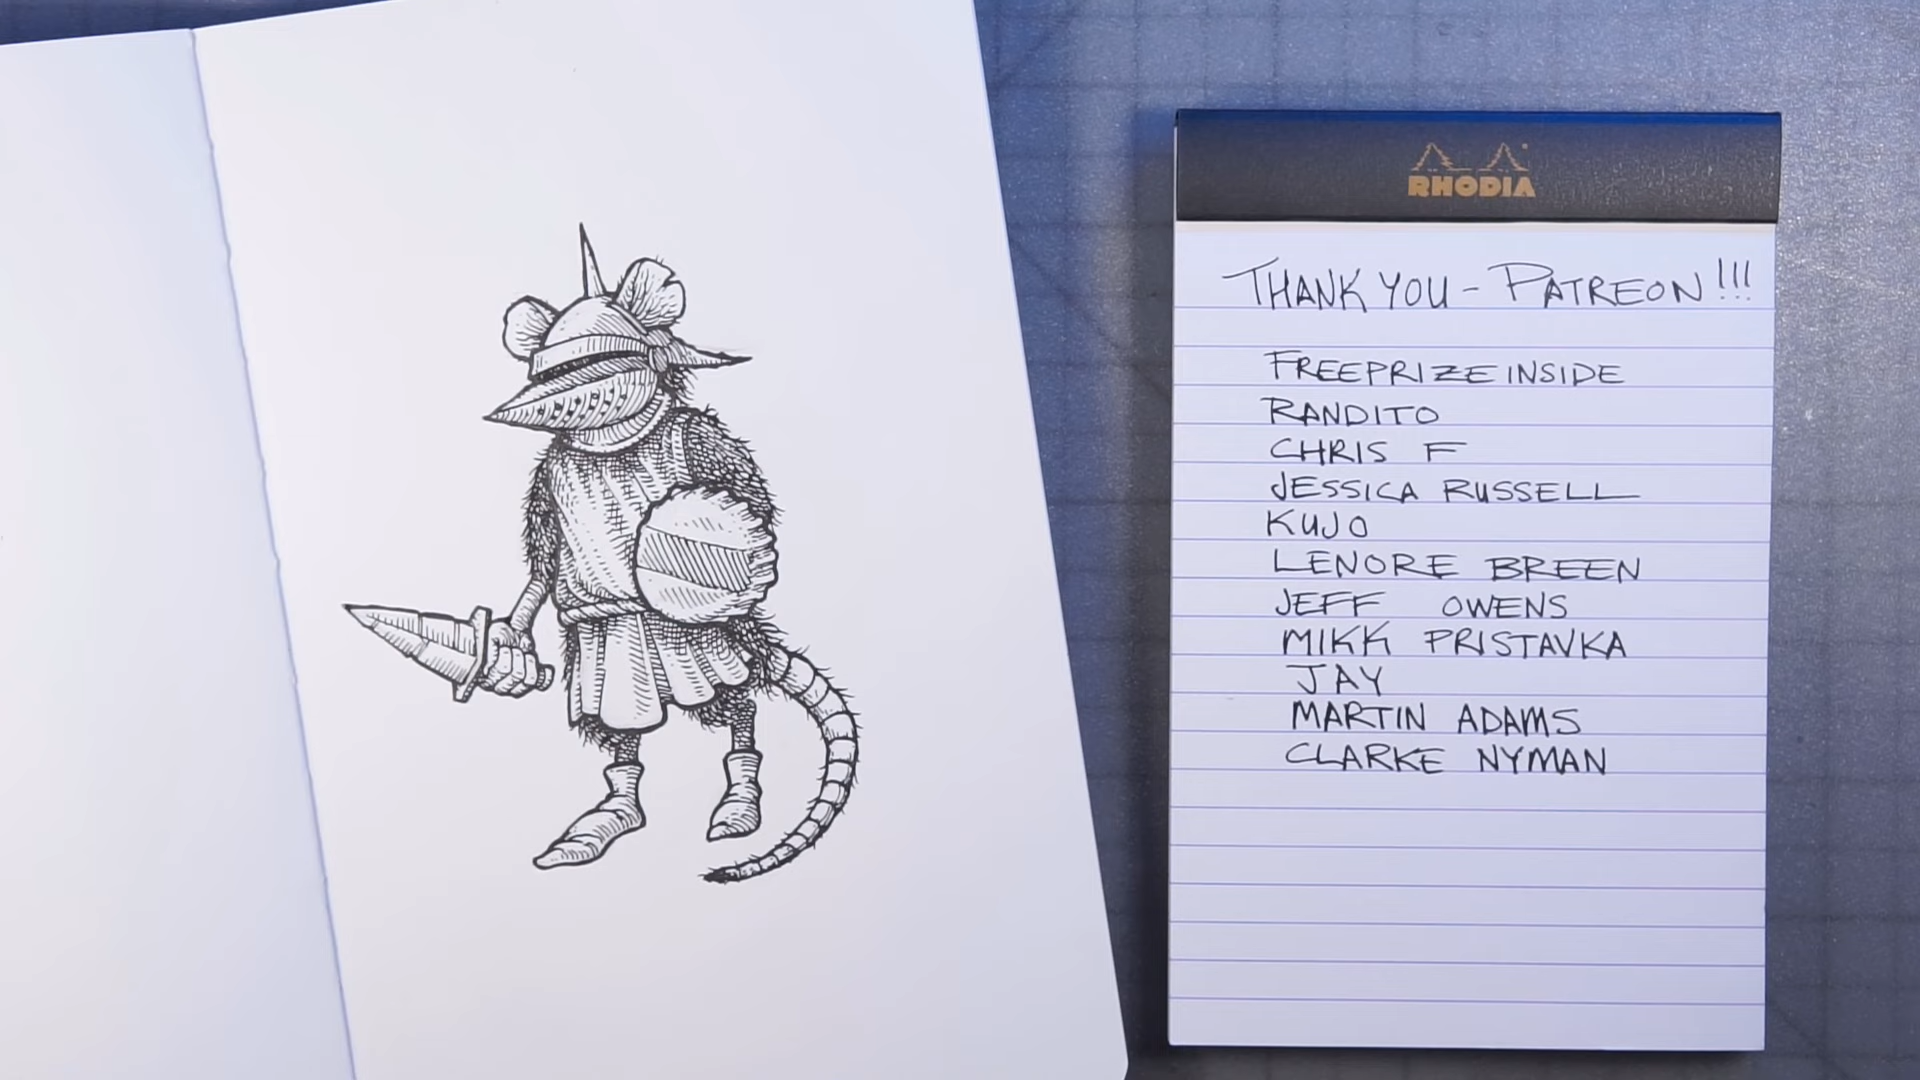 RHODIA
THANK YOU - PATREON!!!
FREEPRIZEINSIDE
RANDITO
CHRIS F
JESSICA RUSSELL
KUJO
LENORE BREEN
JEFF OWENS
MIKK PRISTAVKA
JAY
MARTIN ADAMS
CLARKE NYMAN